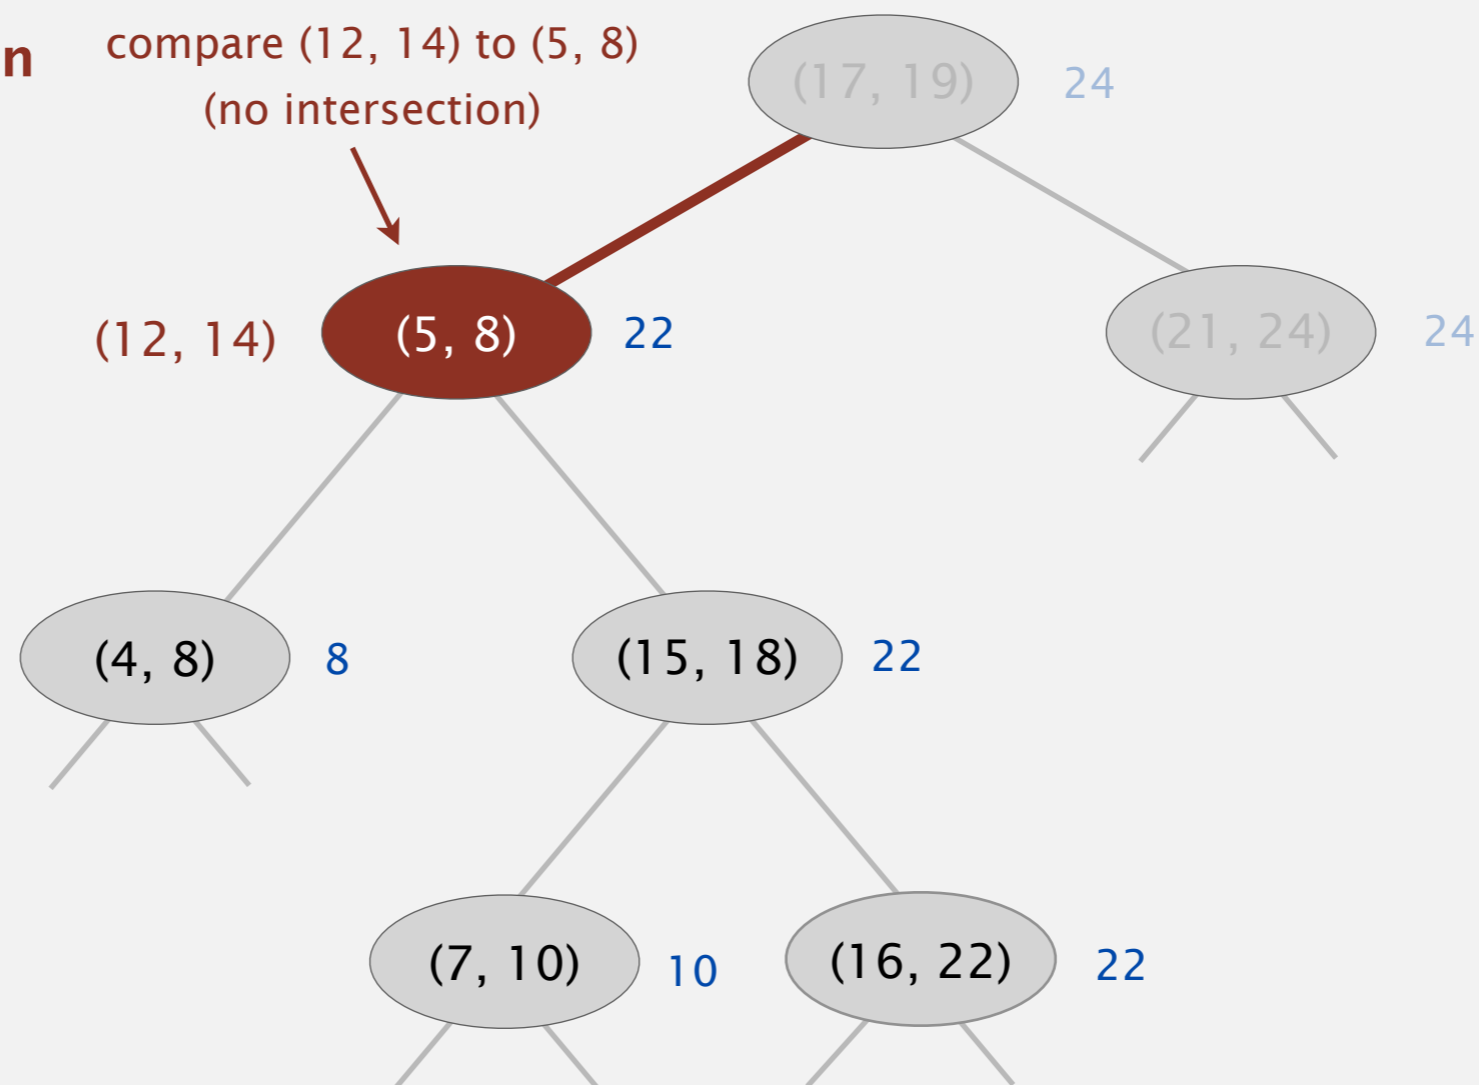 n
compare (12, 14) to (5, 8)
(no intersection)
(17, 19) 24
(12, 14) (5, 8) 22
(21, 24) 24
(4, 8) 8
(15, 18) 22
(7, 10) 10
(16, 22) 22